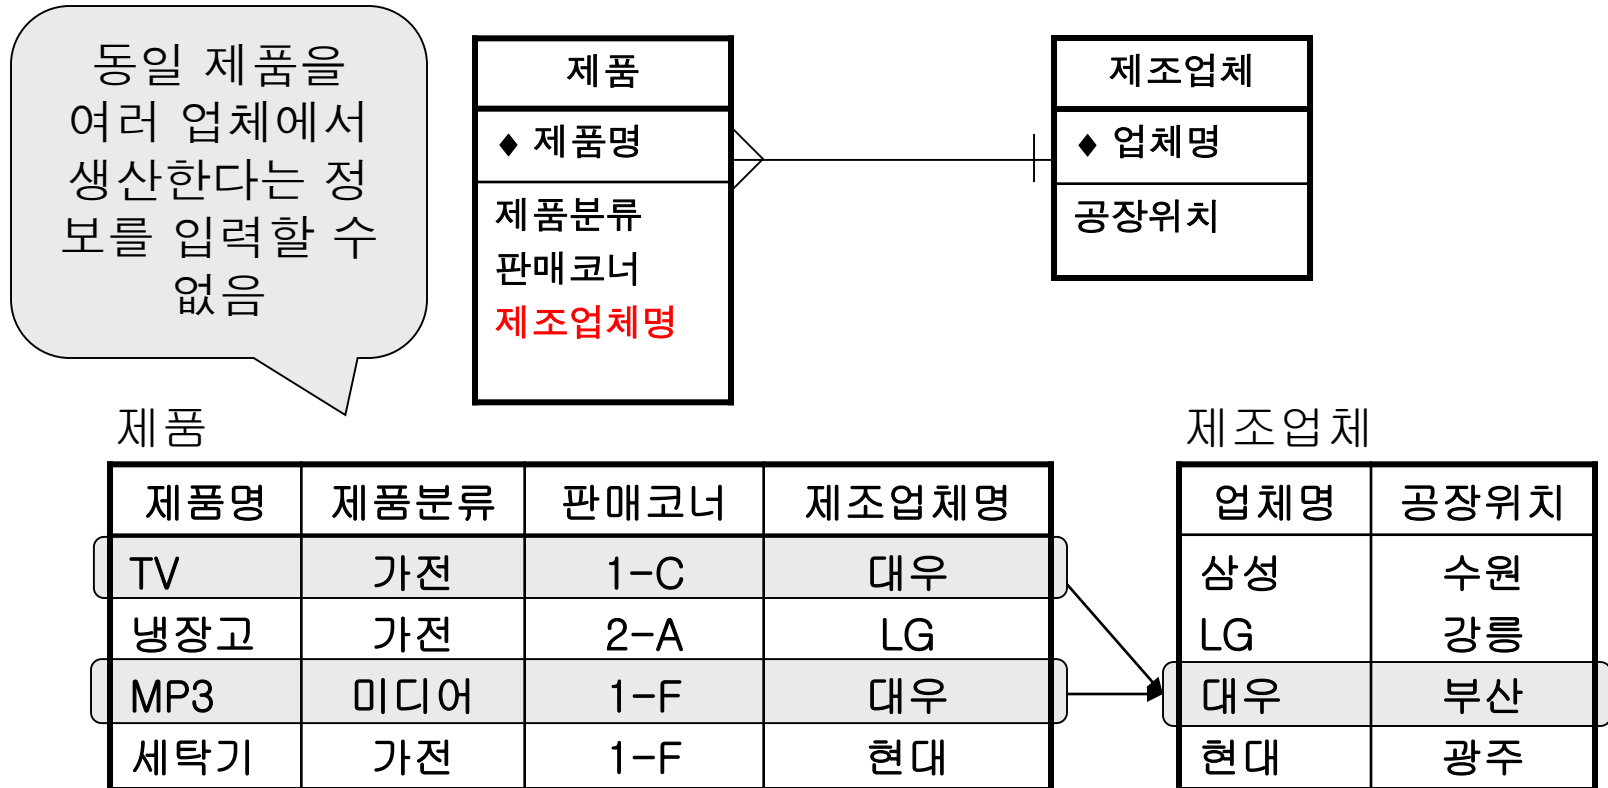 동일 제품을
여러 업체에서
생산한다는 정
보를 입력할 수
없음
제품
♦ 제품명
제품분류
판매코너
제조업체명
제조업체
♦ 업체명
공장위치
제품
제품명 제품분류 판매코너 제조업체명
TV 가전 1-C 대우
냉장고 가전 2-A LG
MP3 미디어 1-F 대우
세탁기 가전 1-F 현대
제조업체
업체명 공장위치
삼성 수원
LG 강릉
대우 부산
현대 광주